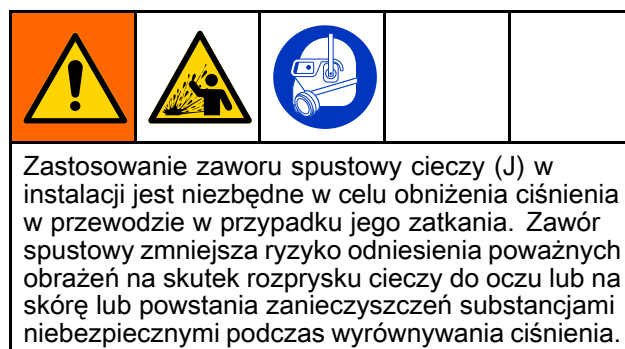 Zastosowanie zaworu spustowy cieczy (J) w
instalacji jest niezbędne w celu obniżenia ciśnienia
w przewodzie w przypadku jego zatkania. Zawór
spustowy zmniejsza ryzyko odniesienia poważnych
obrażeń na skutek rozprysku cieczy do oczu lub na
skórę lub powstania zanieczyszczeń substancjami
niebezpiecznymi podczas wyrównywania ciśnienia.